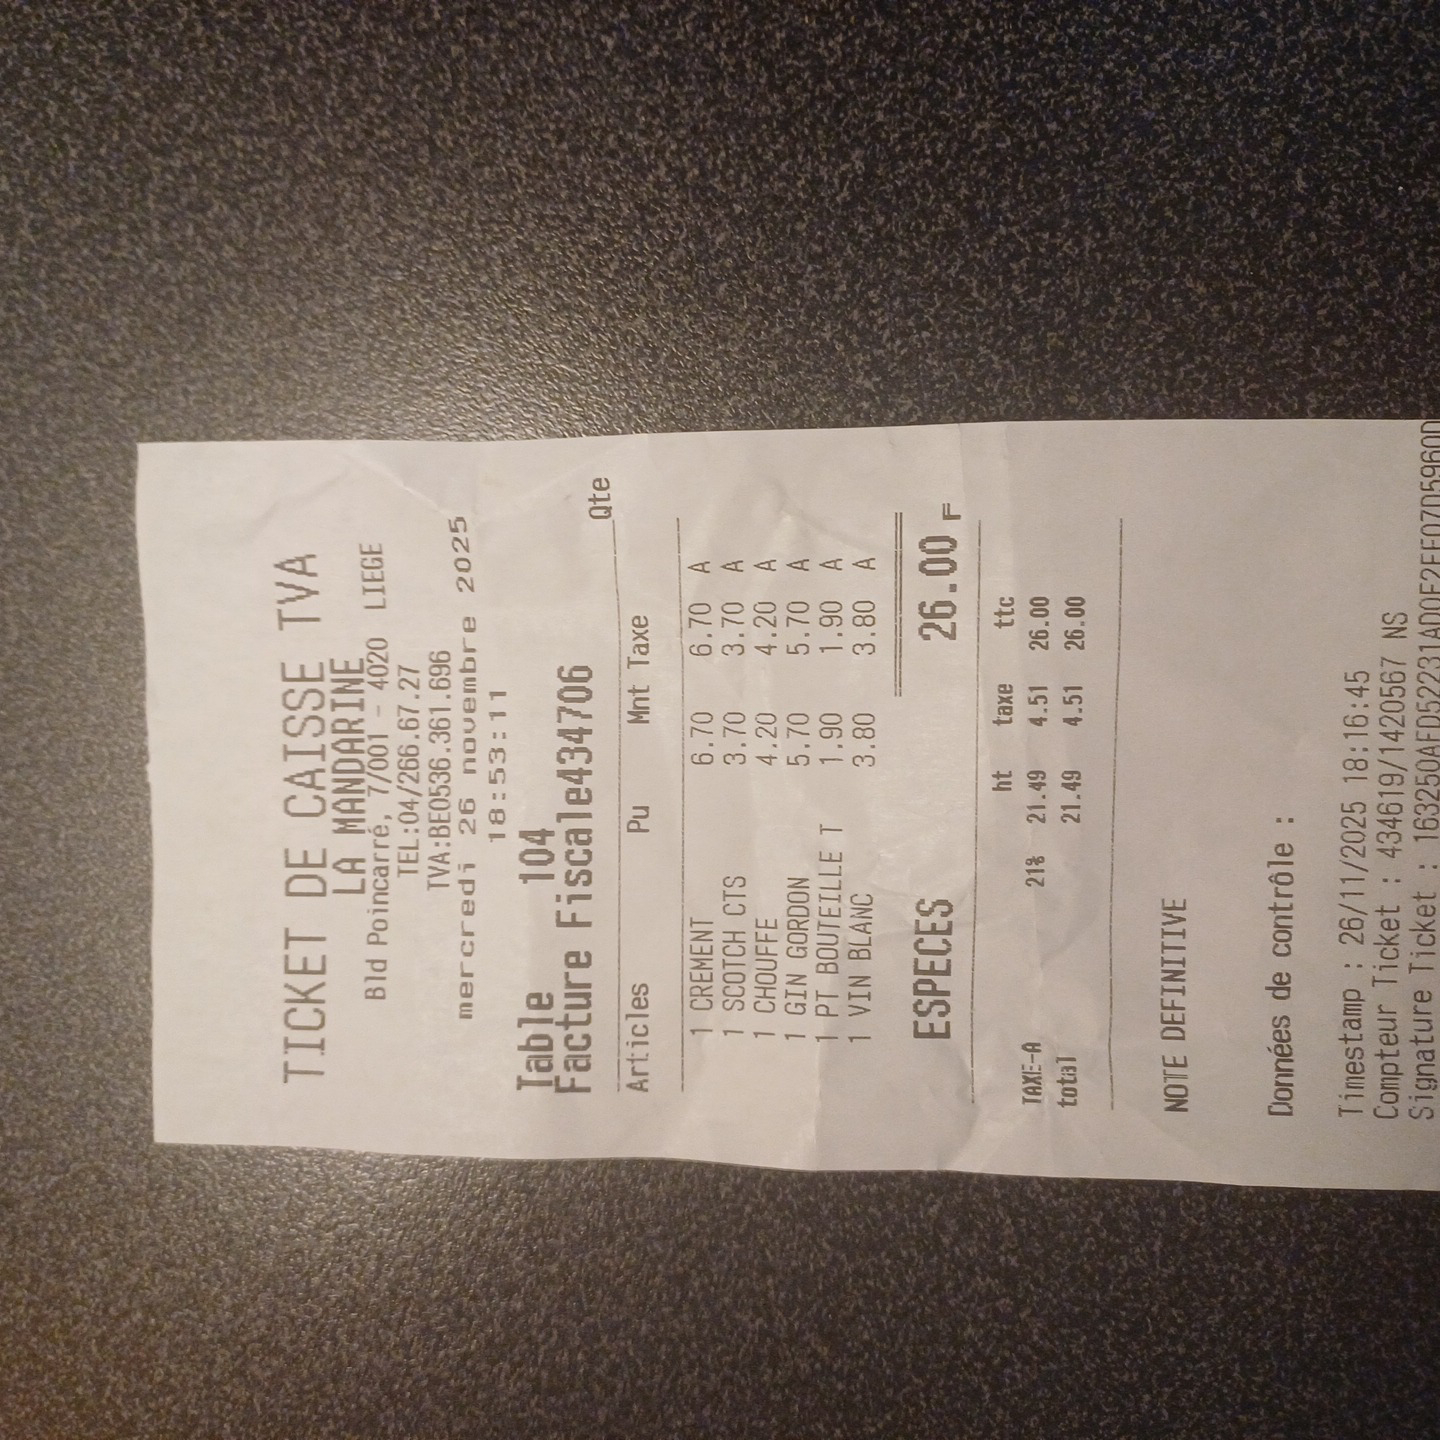 TICKET DE CAISSE TVA
LA MANDARINE
Bld Poincarré, 7/001 - 4020 LIEGE
TEL:04/266.67.27
TVA:BE0536.361.696
mercredi 26 novembre 2025
18:53:11
Table 104
Facture Fiscale434706
Qte
Articles Pu Mnt Taxe
1 CREMENT 6.70 6.70 A
1 SCOTCH CTS 3.70 3.70 A
1 CHOUFFE 4.20 4.20 A
1 GIN GORDON 5.70 5.70 A
1 PT BOUTEILLE T 1.90 1.90 A
1 VIN BLANC 3.80 3.80 A
ESPECES 26.00 F
ht taxe ttc
TAXE-A 21% 21.49 4.51 26.00
total 21.49 4.51 26.00
NOTE DEFINITIVE
Données de contrôle :
Timestamp : 26/11/2025 18:16:45
Compteur Ticket : 434619/1420567 NS
Signature Ticket :